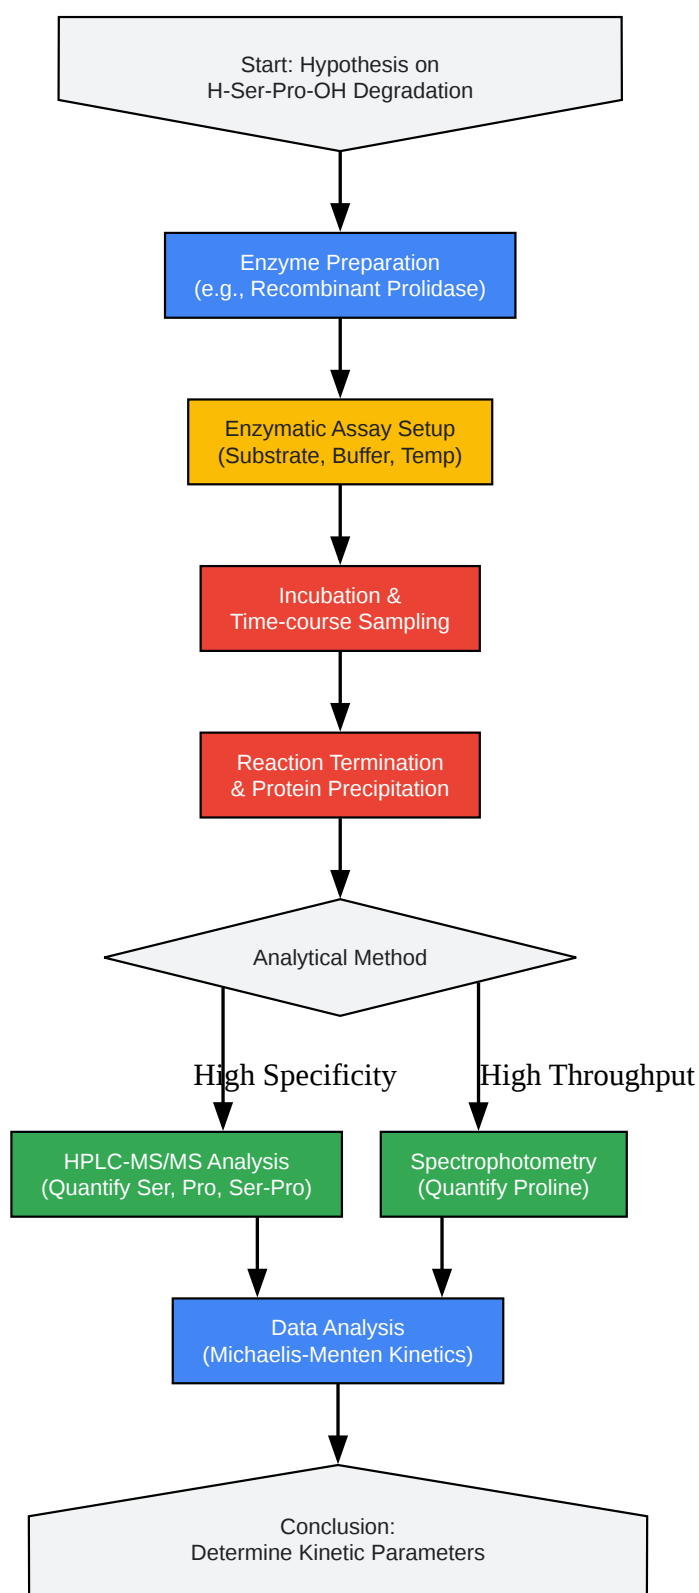 Start: Hypothesis on
H-Ser-Pro-OH Degradation
Enzyme Preparation
(e.g., Recombinant Prolidase)
Enzymatic Assay Setup
(Substrate, Buffer, Temp)
Incubation &
Time-course Sampling
Reaction Termination
& Protein Precipitation
Analytical Method
High Specificity
High Throughput
HPLC-MS/MS Analysis
(Quantify Ser, Pro, Ser-Pro)
Spectrophotometry
(Quantify Proline)
Data Analysis
(Michaelis-Menten Kinetics)
Conclusion:
Determine Kinetic Parameters